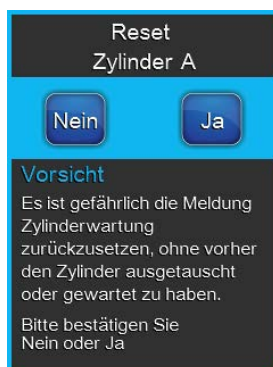 Reset
Zylinder A
Nein
Ja
Vorsicht
Es ist gefährlich die Meldung
Zylinderwartung
zurückzusetzen, ohne vorher
den Zylinder ausgetauscht
oder gewartet zu haben.
Bitte bestätigen Sie
Nein oder Ja